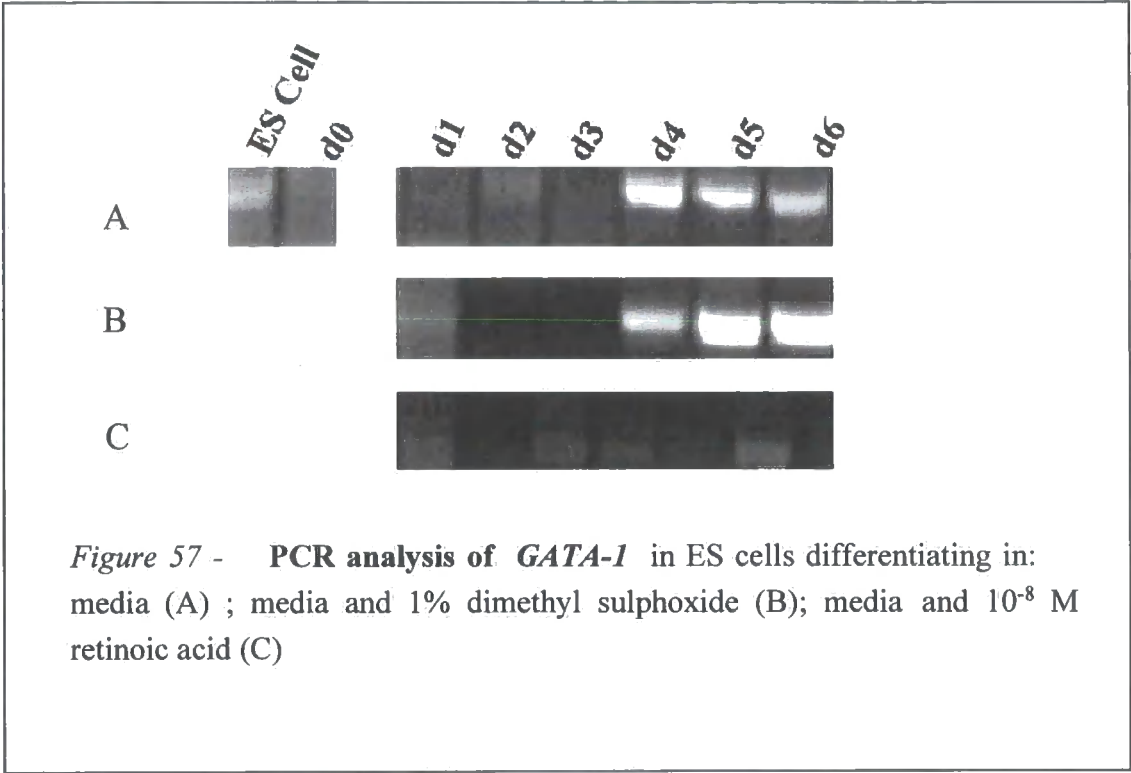 ES Cell d0 d1 d2 d3 d4 d5 d6
A
B
C
Figure 57 - PCR analysis of GATA-1 in ES cells differentiating in:
media (A) ; media and 1% dimethyl sulphoxide (B); media and 10⁻⁸ M
retinoic acid (C)